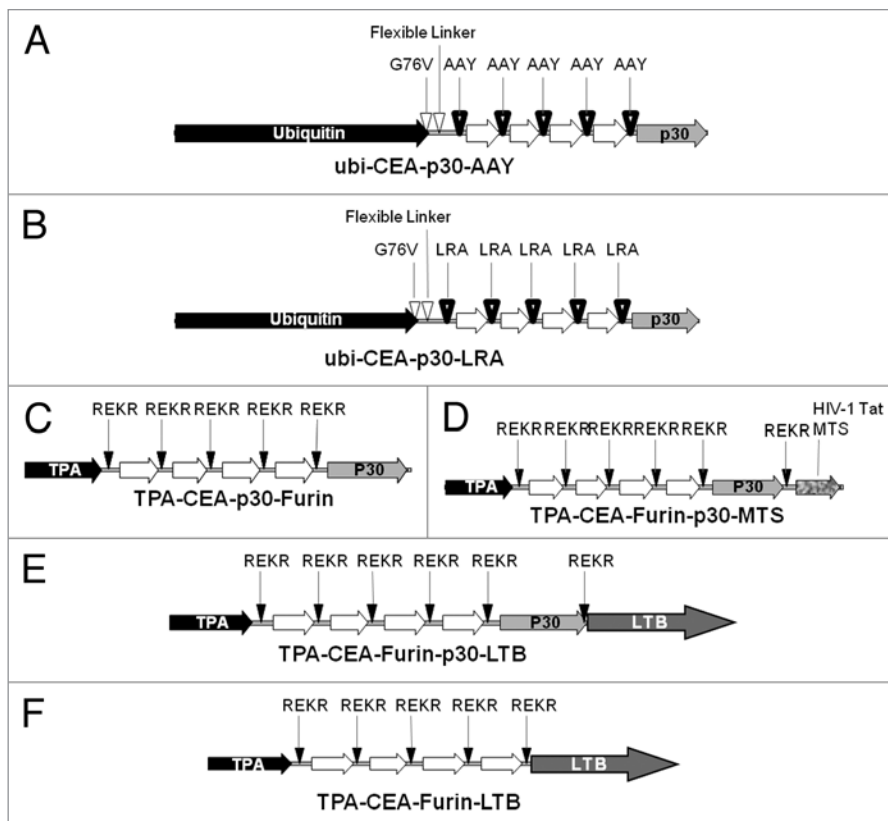 A
Flexible Linker
G76V AAY AAY AAY AAY AAY
Ubiquitin p30
ubi-CEA-p30-AAY
B
Flexible Linker
G76V LRA LRA LRA LRA LRA
Ubiquitin p30
ubi-CEA-p30-LRA
C
REKR REKR REKR REKR REKR
TPA P30
TPA-CEA-p30-Furin
D
HIV-1 Tat
REKR REKR REKR REKR REKR REKR MTS
TPA P30
TPA-CEA-Furin-p30-MTS
E
REKR REKR REKR REKR REKR REKR
TPA P30 LTB
TPA-CEA-Furin-p30-LTB
F
REKR REKR REKR REKR REKR
TPA LTB
TPA-CEA-Furin-LTB